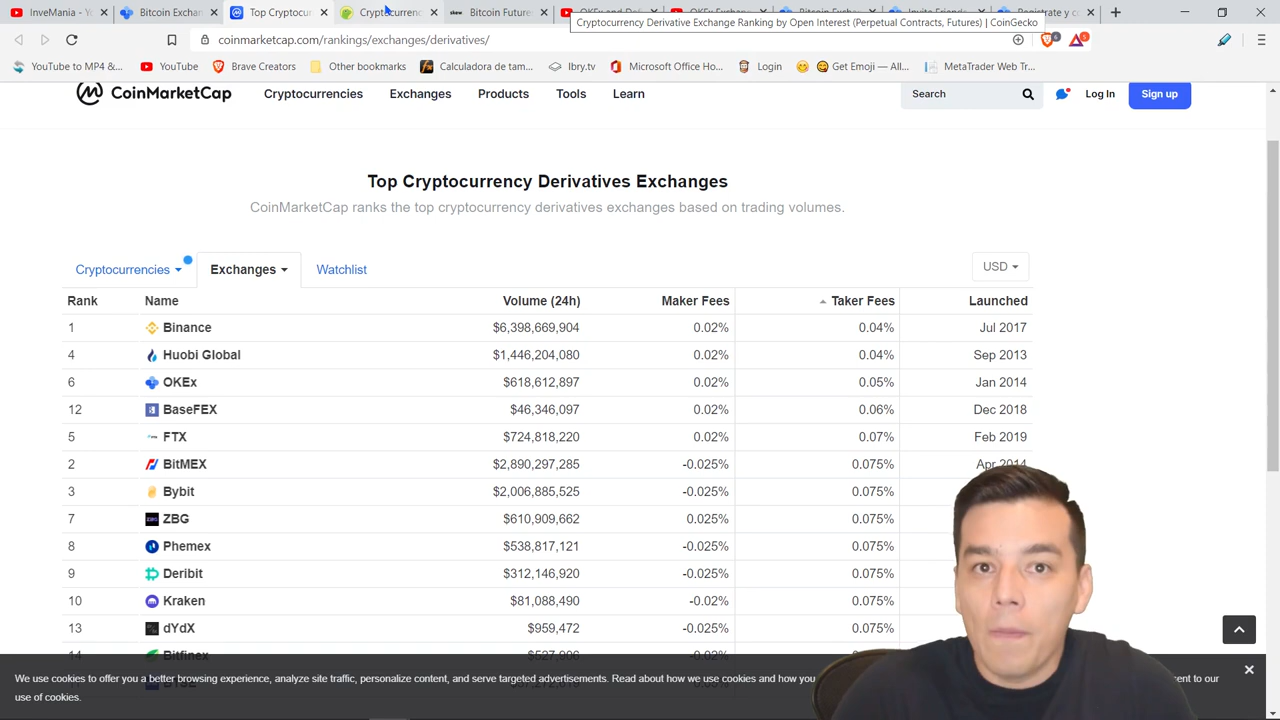 InveMania - Y
Bitcoin Exchan
Top Cryptocur
Cryptocurrenc
skew Bitcoin Future
Cryptocurrency Derivative Exchange Ranking by Open Interest (Perpetual Contracts, Futures) | CoinGecko
coinmarketcap.com/rankings/exchanges/derivatives/
YouTube to MP4 &... YouTube Brave Creators Other bookmarks Calculadora de tam... lbry.tv Microsoft Office Ho... Login Get Emoji — All... MetaTrader Web Tr...
CoinMarketCap Cryptocurrencies Exchanges Products Tools Learn Search Log In Sign up
Top Cryptocurrency Derivatives Exchanges
CoinMarketCap ranks the top cryptocurrency derivatives exchanges based on trading volumes.
Cryptocurrencies Exchanges Watchlist USD
Rank Name Volume (24h) Maker Fees Taker Fees Launched
1 Binance $6,398,669,904 0.02% 0.04% Jul 2017
4 Huobi Global $1,446,204,080 0.02% 0.04% Sep 2013
6 OKEx $618,612,897 0.02% 0.05% Jan 2014
12 BaseFEX $46,346,097 0.02% 0.06% Dec 2018
5 FTX $724,818,220 0.02% 0.07% Feb 2019
2 BitMEX $2,890,297,285 -0.025% 0.075% Apr 2014
3 Bybit $2,006,885,525 -0.025% 0.075%
7 ZBG $610,909,662 0.025% 0.075%
8 Phemex $538,817,121 -0.025% 0.075%
9 Deribit $312,146,920 -0.025% 0.075%
10 Kraken $81,088,490 -0.02% 0.075%
13 dYdX $959,472 -0.025% 0.075%
14 Bitfinex -0.02% 0.075%
We use cookies to offer you a better browsing experience, analyze site traffic, personalize content, and serve targeted advertisements. Read about how we use cookies and how you sent to our
use of cookies.